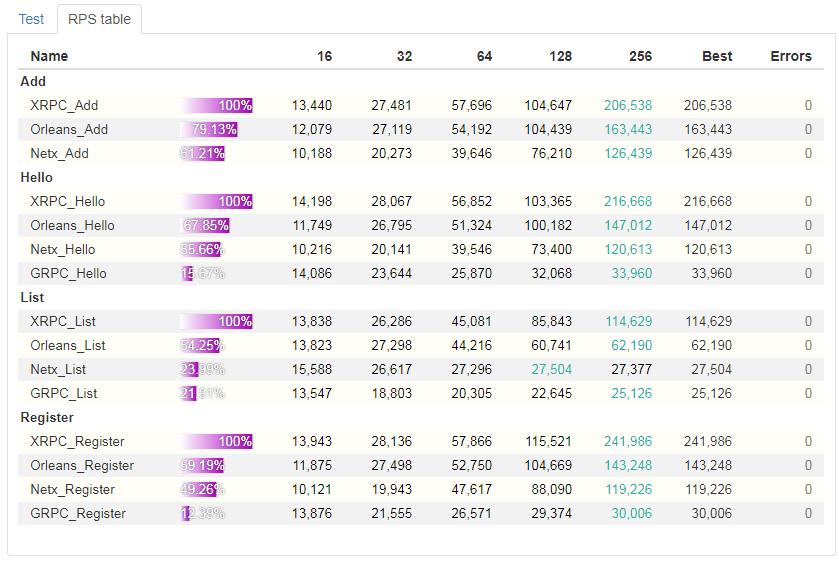 Test RPS table
Name 16 32 64 128 256 Best Errors
Add
XRPC_Add 100% 13,440 27,481 57,696 104,647 206,538 206,538 0
Orleans_Add 79.13% 12,079 27,119 54,192 104,439 163,443 163,443 0
Netx_Add 61.21% 10,188 20,273 39,646 76,210 126,439 126,439 0
Hello
XRPC_Hello 100% 14,198 28,067 56,852 103,365 216,668 216,668 0
Orleans_Hello 67.85% 11,749 26,795 51,324 100,182 147,012 147,012 0
Netx_Hello 55.66% 10,216 20,141 39,546 73,400 120,613 120,613 0
GRPC_Hello 15.67% 14,086 23,644 25,870 32,068 33,960 33,960 0
List
XRPC_List 100% 13,838 26,286 45,081 85,843 114,629 114,629 0
Orleans_List 54.25% 13,823 27,298 44,216 60,741 62,190 62,190 0
Netx_List 23.99% 15,588 26,617 27,296 27,504 27,377 27,504 0
GRPC_List 21.91% 13,547 18,803 20,305 22,645 25,126 25,126 0
Register
XRPC_Register 100% 13,943 28,136 57,866 115,521 241,986 241,986 0
Orleans_Register 59.19% 11,875 27,498 52,750 104,669 143,248 143,248 0
Netx_Register 49.26% 10,121 19,943 47,617 88,090 119,226 119,226 0
GRPC_Register 12.39% 13,876 21,555 26,571 29,374 30,006 30,006 0